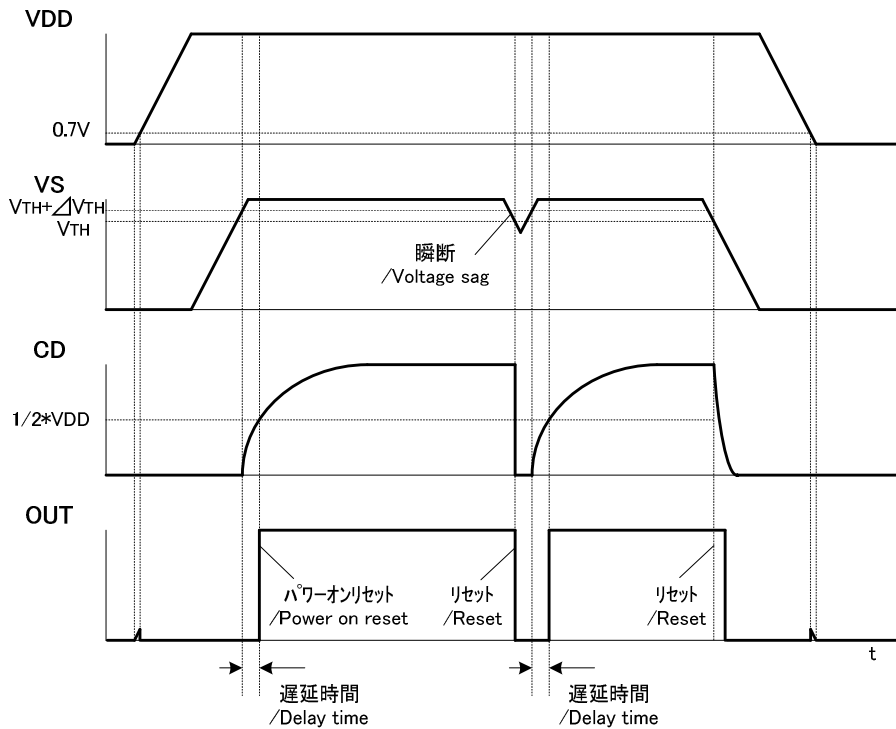 VDD
0.7V
VS
VTH+⊿VTH
VTH
瞬断
/Voltage sag
CD
1/2*VDD
OUT
パワーオンリセット
/Power on reset
リセット
/Reset
リセット
/Reset
t
遅延時間
/Delay time
遅延時間
/Delay time